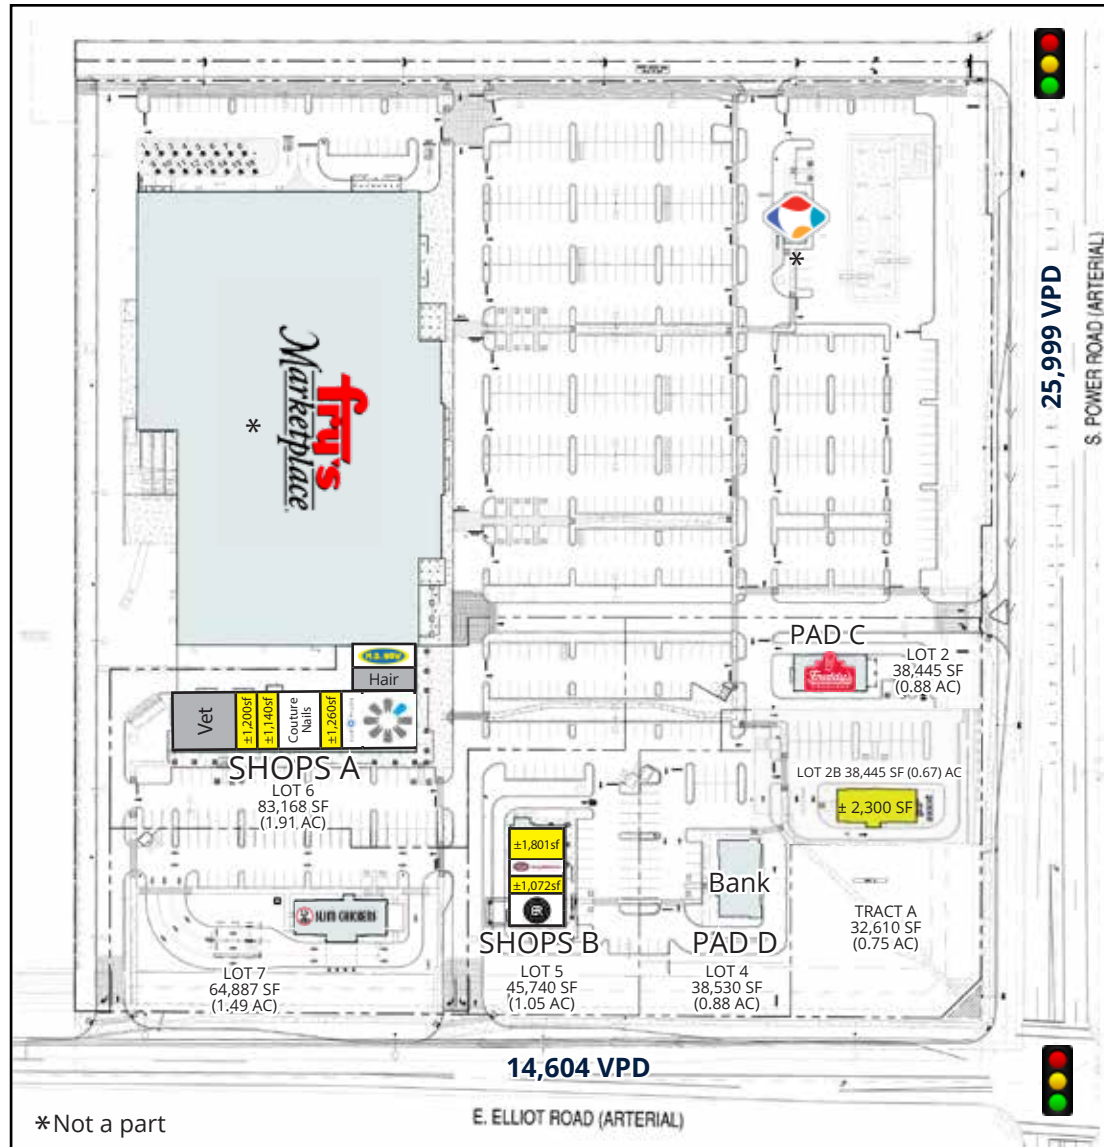 25,999 VPD
S. POWER ROAD (ARTERIAL)
*
fry's
Marketplace
*
PAD C
LOT 2
38,445 SF
(0.88 AC)
Freddy's
M.D. NOW
Hair
Vet
±1,200sf
±1,140sf
Couture
Nails
±1,260sf
SHOPS A
LOT 6
83,168 SF
(1.91 AC)
LOT 2B 38,445 SF (0.67) AC
± 2,300 SF
±1,801sf
±1,072sf
Bank
TRACT A
32,610 SF
(0.75 AC)
SLIM CHICKENS
SHOPS B
PAD D
LOT 7
64,887 SF
(1.49 AC)
LOT 5
45,740 SF
(1.05 AC)
LOT 4
38,530 SF
(0.88 AC)
14,604 VPD
E. ELLIOT ROAD (ARTERIAL)
*Not a part